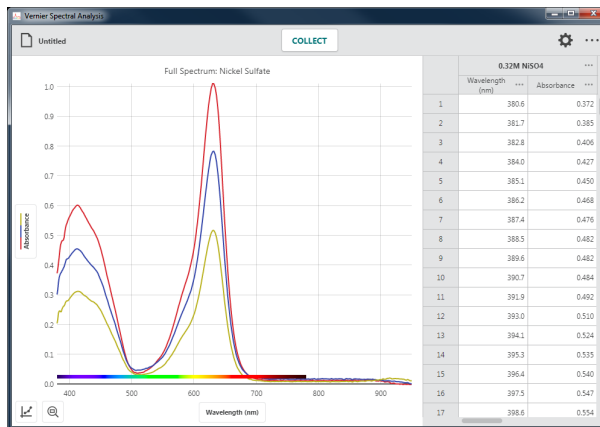 Vernier Spectral Analysis
Untitled
COLLECT
Full Spectrum: Nickel Sulfate
1.0
0.9
0.8
0.7
0.6
0.5
0.4
0.3
0.2
0.1
0.0
Absorbance
400 500 600 700 800 900
Wavelength (nm)
0.32M NiSO4
Wavelength (nm) Absorbance
1 380.6 0.372
2 381.7 0.385
3 382.8 0.406
4 384.0 0.427
5 385.1 0.450
6 386.2 0.468
7 387.4 0.476
8 388.5 0.482
9 389.6 0.482
10 390.7 0.484
11 391.9 0.492
12 393.0 0.510
13 394.1 0.524
14 395.3 0.535
15 396.4 0.540
16 397.5 0.547
17 398.6 0.554